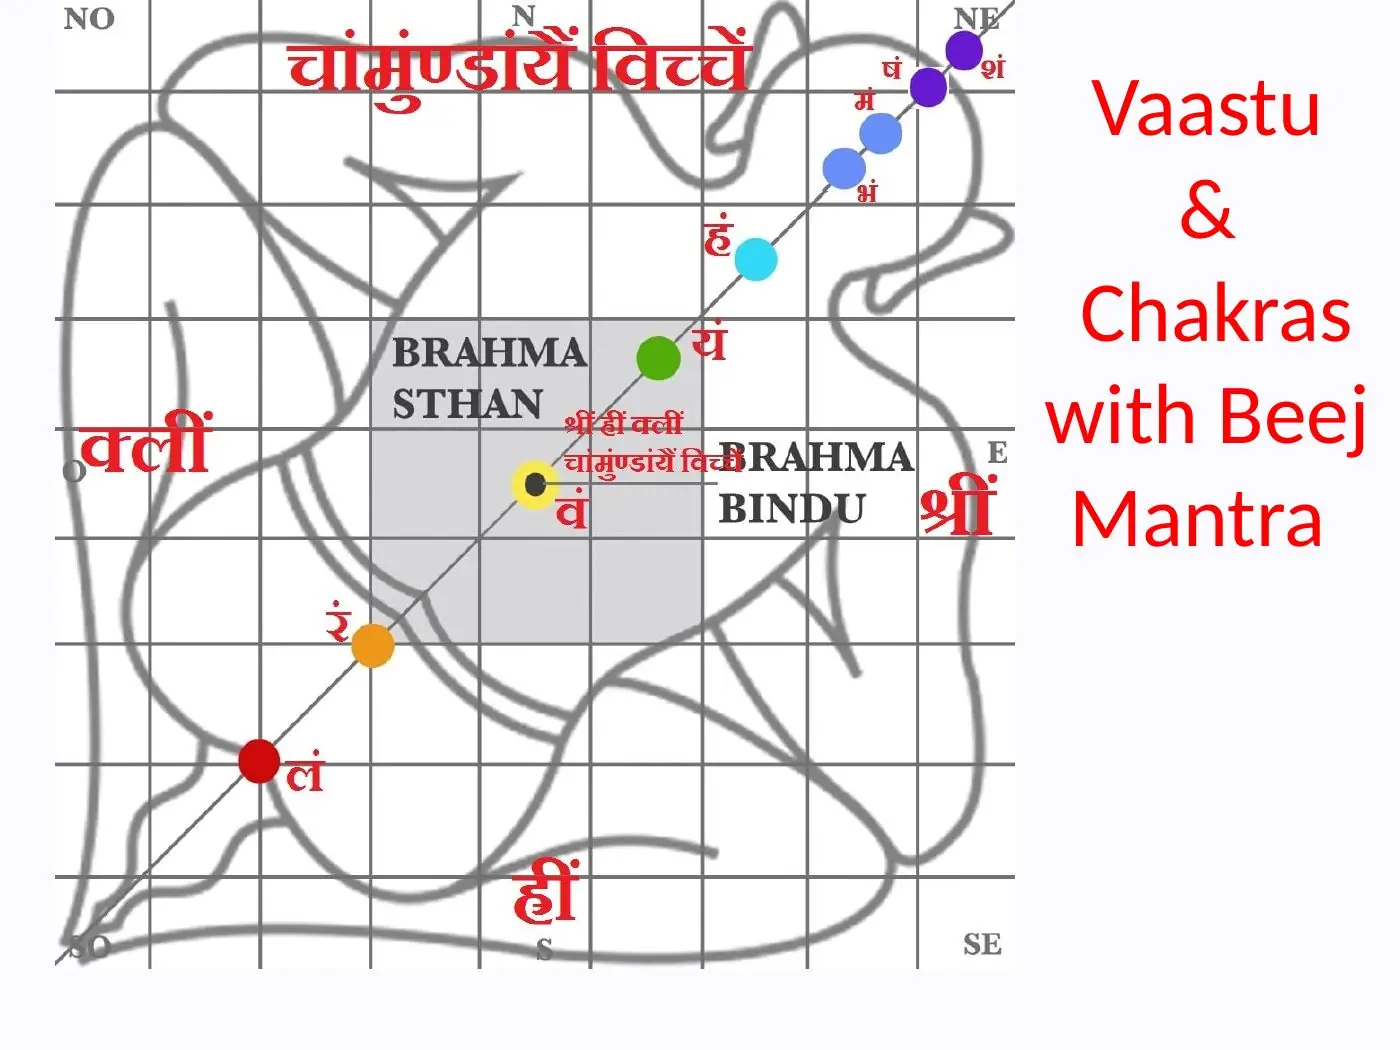 NO
N
NE
चांमुंण्डांयैं विच्चें
षं
शं
मं
भं
हं
यं
BRAHMA
STHAN
श्रीं हीं क्लीं
चांमुंण्डांयैं विच्चें
BRAHMA
BINDU
वं
क्लीं
O
E
श्रीं
रं
लं
ह्रीं
SO
S
SE
Vaastu
&
Chakras
with Beej
Mantra